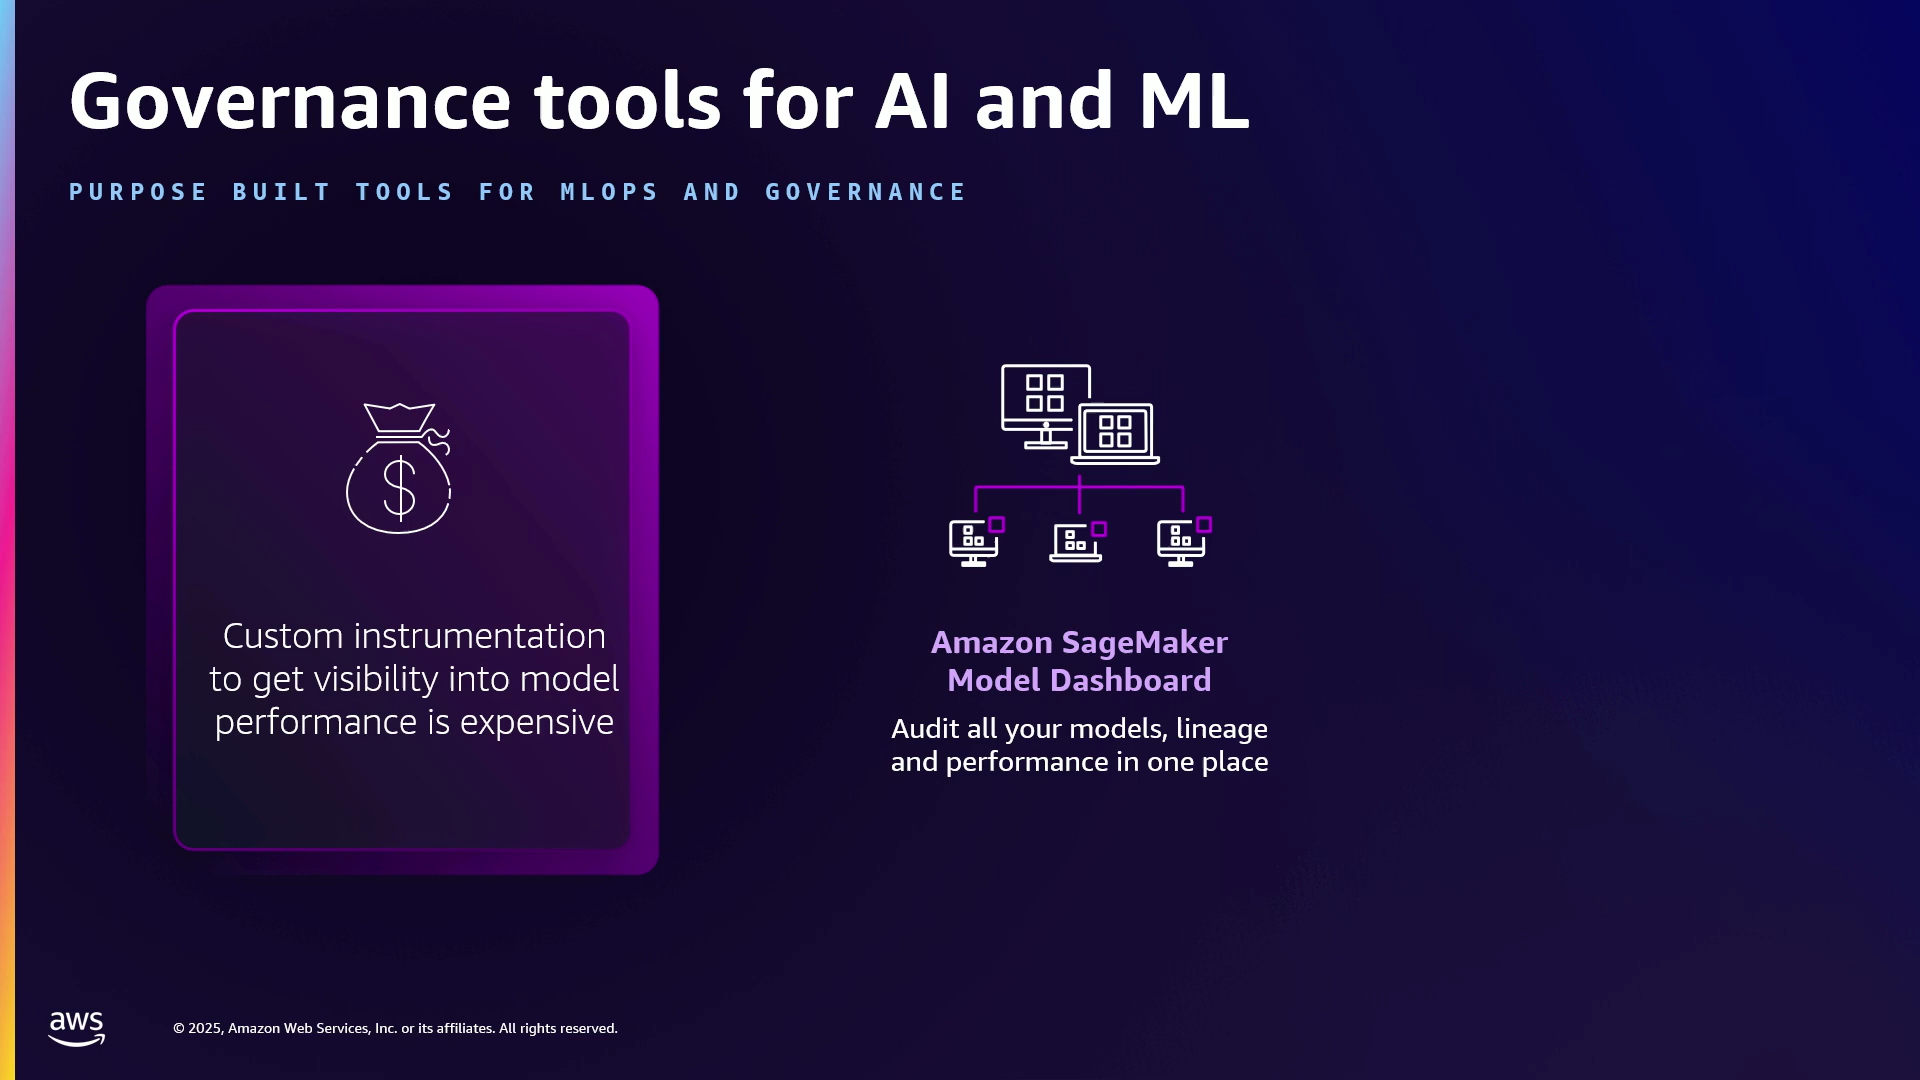 Governance tools for AI and ML
PURPOSE BUILT TOOLS FOR MLOPS AND GOVERNANCE
$
Custom instrumentation
to get visibility into model
performance is expensive
Amazon SageMaker
Model Dashboard
Audit all your models, lineage
and performance in one place
aws
© 2025, Amazon Web Services, Inc. or its affiliates. All rights reserved.